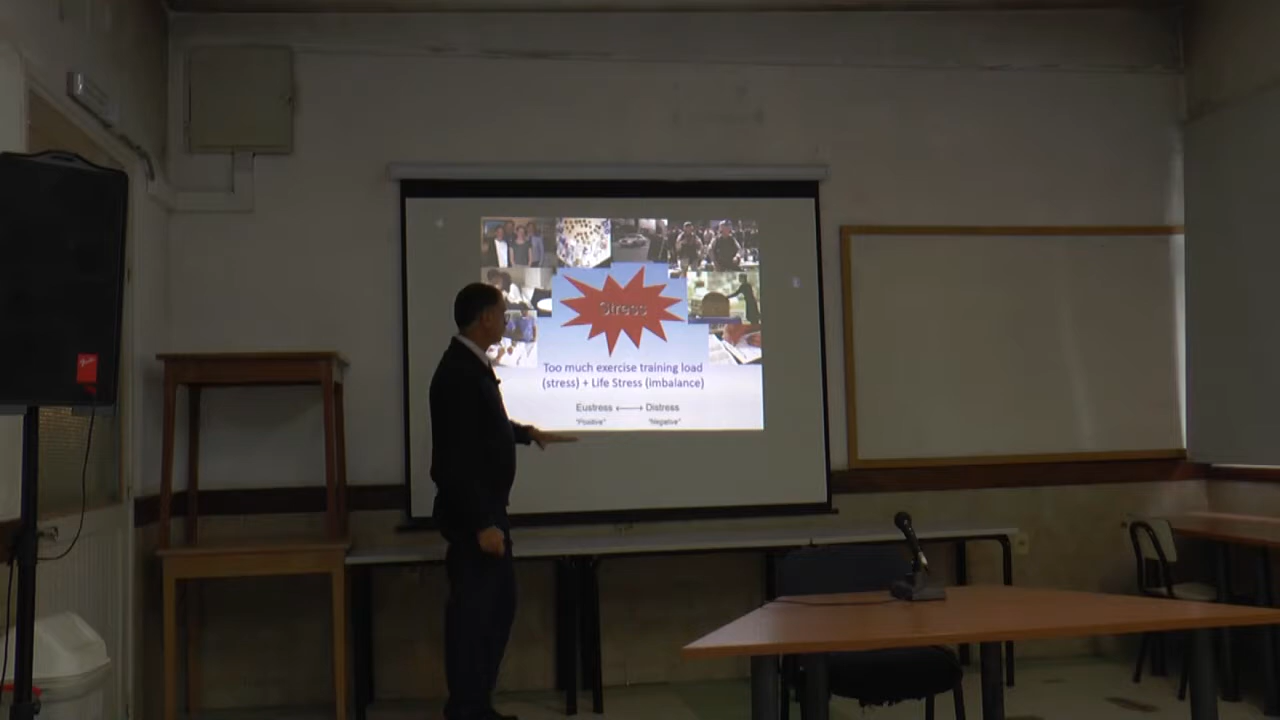 Stress
Too much exercise training load
(stress) + Life Stress (imbalance)
Eustress ⟷ Distress
"Positive" "Negative"